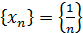 {xₙ} = {1/n}